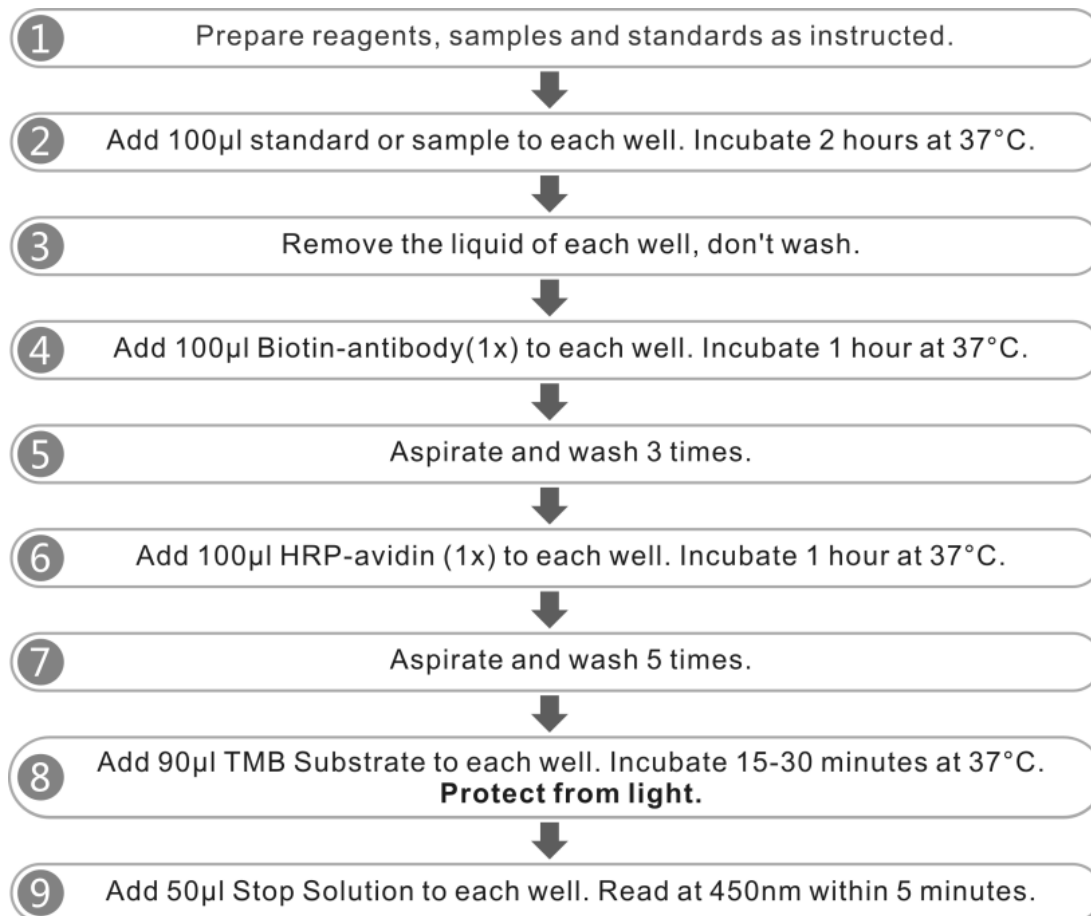 1 Prepare reagents, samples and standards as instructed.
2 Add 100μl standard or sample to each well. Incubate 2 hours at 37°C.
3 Remove the liquid of each well, don't wash.
4 Add 100μl Biotin-antibody(1x) to each well. Incubate 1 hour at 37°C.
5 Aspirate and wash 3 times.
6 Add 100μl HRP-avidin (1x) to each well. Incubate 1 hour at 37°C.
7 Aspirate and wash 5 times.
8 Add 90μl TMB Substrate to each well. Incubate 15-30 minutes at 37°C.
Protect from light.
9 Add 50μl Stop Solution to each well. Read at 450nm within 5 minutes.